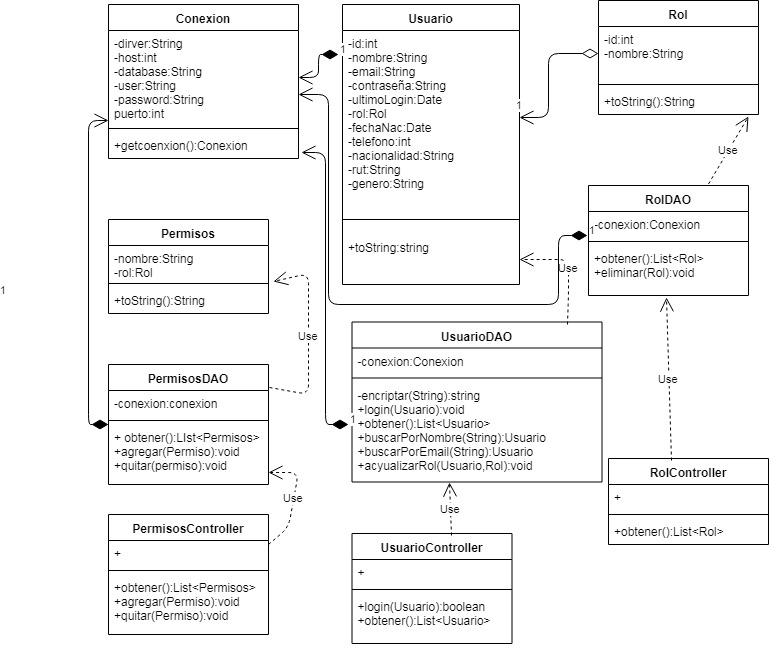 Conexion
-dirver:String
-host:int
-database:String
-user:String
-password:String
puerto:int
+getcoenxion():Conexion
Usuario
-id:int
-nombre:String
-email:String
-contraseña:String
-ultimoLogin:Date
-rol:Rol
-fechaNac:Date
-telefono:int
-nacionalidad:String
-rut:String
-genero:String
+toString:string
Rol
-id:int
-nombre:String
+toString():String
1
1
Use
RolDAO
-conexion:Conexion
+obtener():List<Rol>
+eliminar(Rol):void
1
Permisos
-nombre:String
-rol:Rol
+toString():String
1
Use
Use
UsuarioDAO
-conexion:Conexion
-encriptar(String):string
+login(Usuario):void
+obtener():List<Usuario>
+buscarPorNombre(String):Usuario
+buscarPorEmail(String):Usuario
+acyualizarRol(Usuario,Rol):void
1
PermisosDAO
-conexion:conexion
+ obtener():LIst<Permisos>
+agregar(Permiso):void
+quitar(permiso):void
Use
RolController
+
+obtener():List<Rol>
Use
Use
PermisosController
+
+obtener():List<Permisos>
+agregar(Permiso):void
+quitar(Permiso):void
UsuarioController
+
+login(Usuario):boolean
+obtener():List<Usuario>